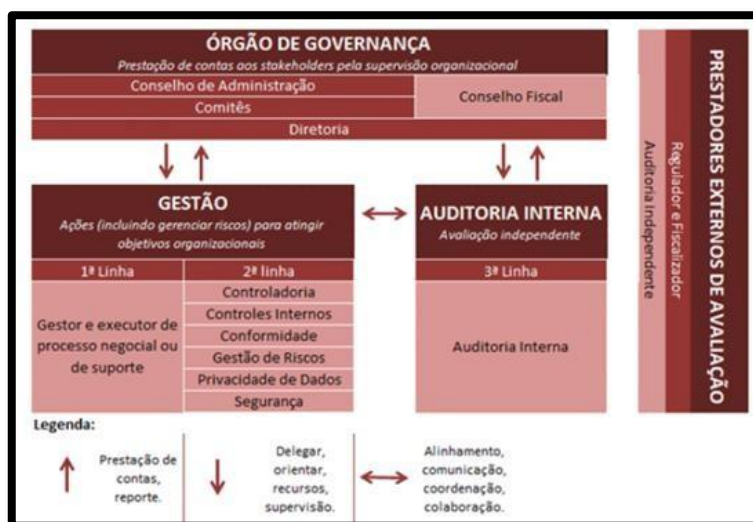 ÓRGÃO DE GOVERNANÇA
Prestação de contas aos stakeholders pela supervisão organizacional
Conselho de Administração
Comitês
Conselho Fiscal
Diretoria
GESTÃO
Ações (incluindo gerenciar riscos) para atingir
objetivos organizacionais
1ª Linha
2ª linha
Gestor e executor de
processo negocial ou
de suporte
Controladoria
Controles Internos
Conformidade
Gestão de Riscos
Privacidade de Dados
Segurança
AUDITORIA INTERNA
Avaliação independente
3ª Linha
Auditoria Interna
PRESTADORES EXTERNOS DE AVALIAÇÃO
Regulador e Fiscalizador
Auditoria Independente
Legenda:
Prestação de
contas,
reporte.
Delegar,
orientar,
recursos,
supervisão.
Alinhamento,
comunicação,
coordenação,
colaboração.